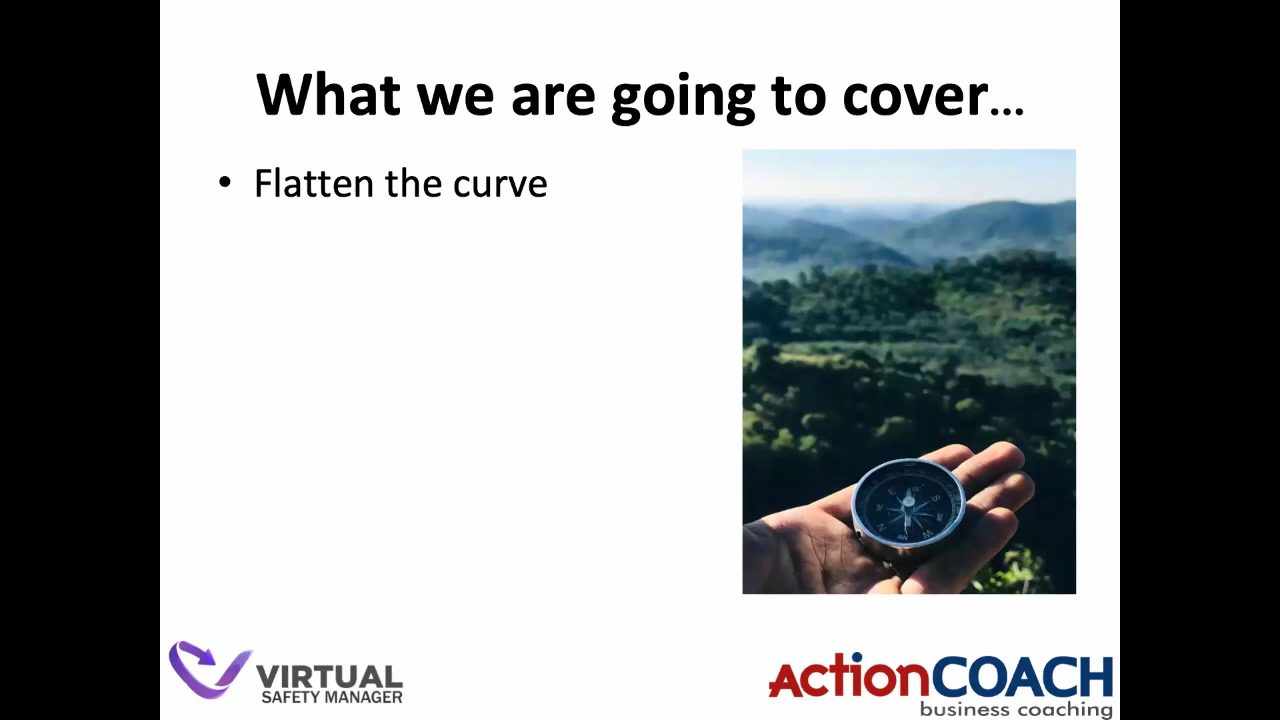 What we are going to cover...
• Flatten the curve
S
W
N
VIRTUAL
SAFETY MANAGER
ActionCOACH
business coaching